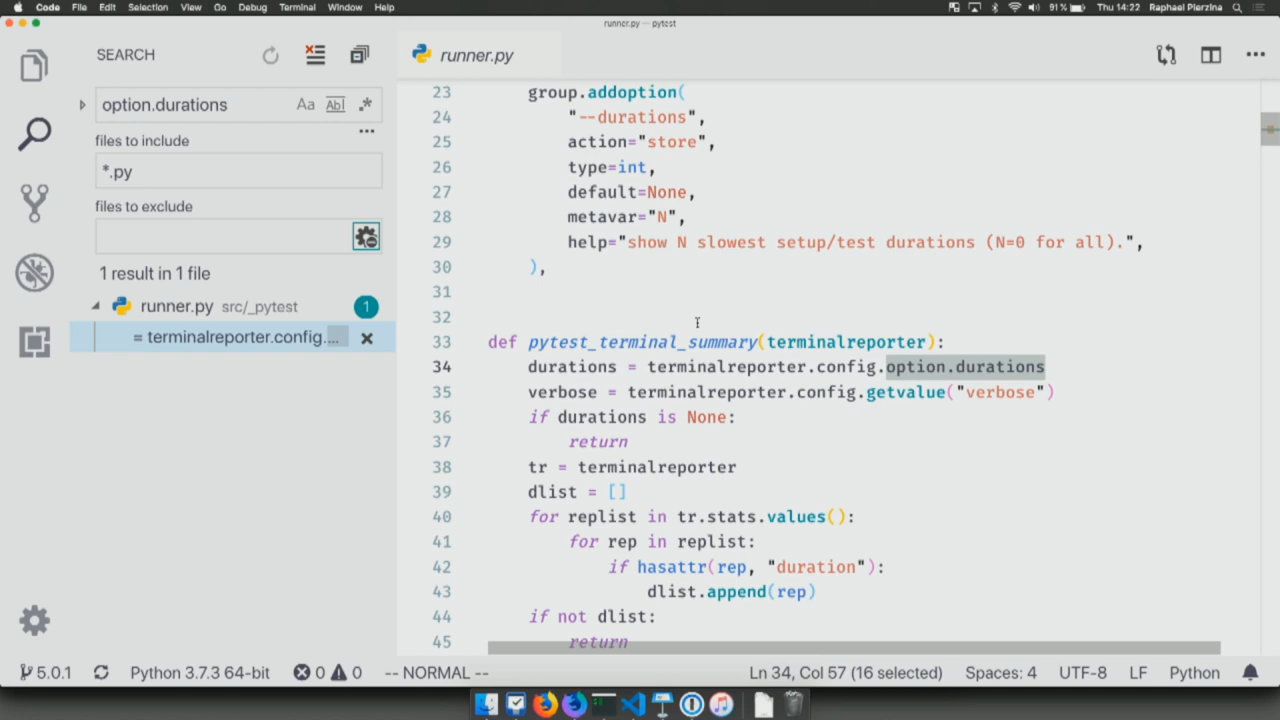 Code File Edit Selection View Go Debug Terminal Window Help 91% Thu 14:22 Raphael Pierzina
runner.py — pytest
SEARCH
option.durations Aa Abl .*
files to include
*.py
files to exclude
1 result in 1 file
runner.py src/_pytest 1
= terminalreporter.config....
runner.py
23 group.addoption(
24 "--durations",
25 action="store",
26 type=int,
27 default=None,
28 metavar="N",
29 help="show N slowest setup/test durations (N=0 for all).",
30 ),
31
32
33 def pytest_terminal_summary(terminalreporter):
34 durations = terminalreporter.config.option.durations
35 verbose = terminalreporter.config.getvalue("verbose")
36 if durations is None:
37 return
38 tr = terminalreporter
39 dlist = []
40 for replist in tr.stats.values():
41 for rep in replist:
42 if hasattr(rep, "duration"):
43 dlist.append(rep)
44 if not dlist:
45 return
5.0.1 Python 3.7.3 64-bit 0 0 -- NORMAL -- Ln 34, Col 57 (16 selected) Spaces: 4 UTF-8 LF Python